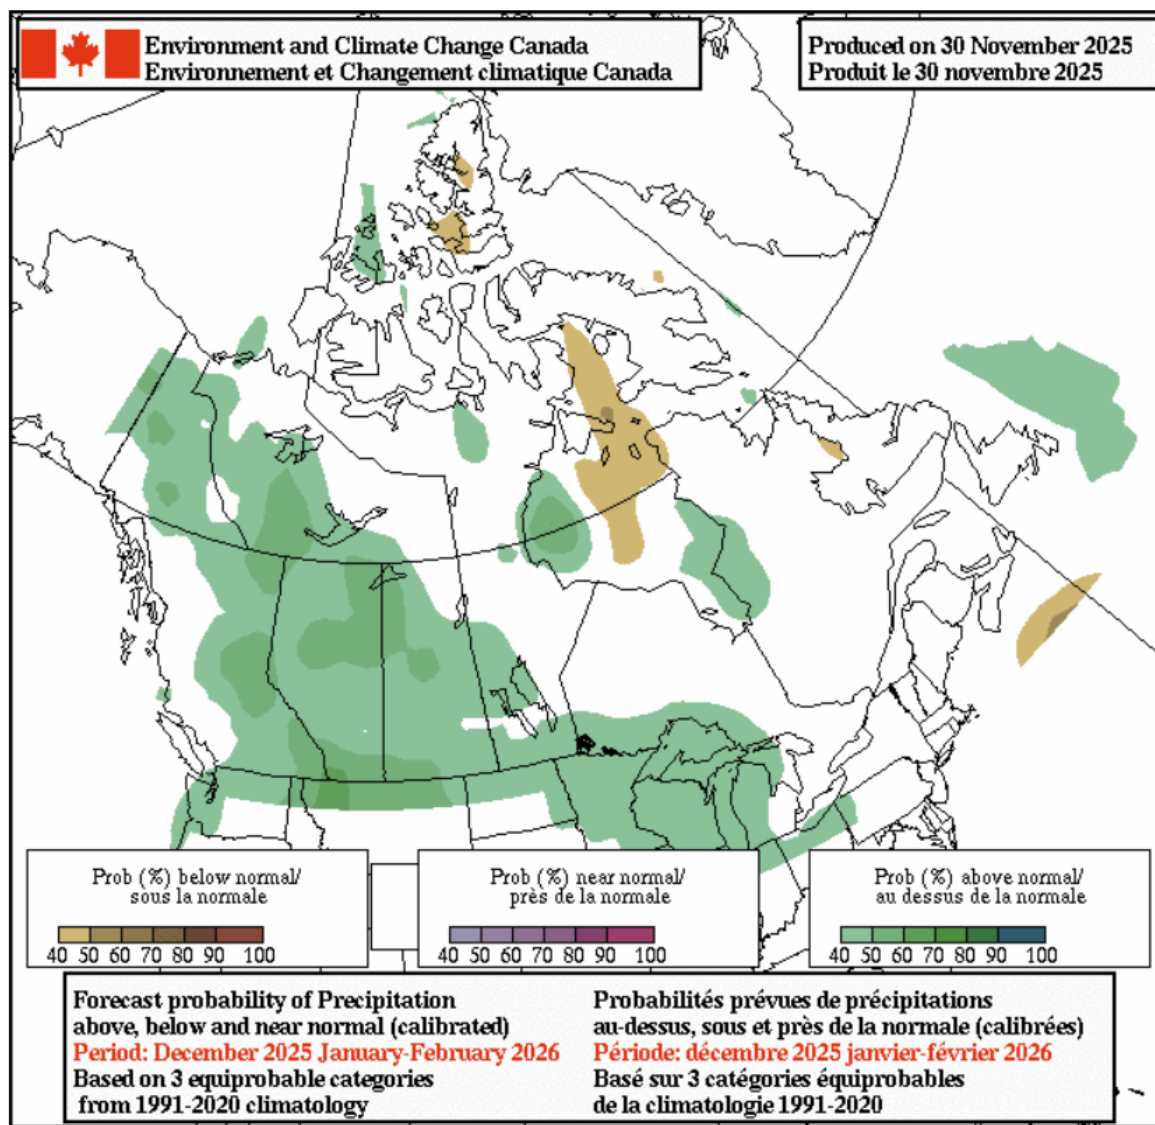 Environment and Climate Change Canada
Environnement et Changement climatique Canada
Produced on 30 November 2025
Produit le 30 novembre 2025
Prob (%) below normal/
sous la normale
40 50 60 70 80 90 100
Prob (%) near normal/
près de la normale
40 50 60 70 80 90 100
Prob (%) above normal/
au dessus de la normale
40 50 60 70 80 90 100
Forecast probability of Precipitation
above, below and near normal (calibrated)
Period: December 2025 January-February 2026
Based on 3 equiprobable categories
from 1991-2020 climatology
Probabilités prévues de précipitations
au-dessus, sous et près de la normale (calibrées)
Période: décembre 2025 janvier-février 2026
Basé sur 3 catégories équiprobables
de la climatologie 1991-2020